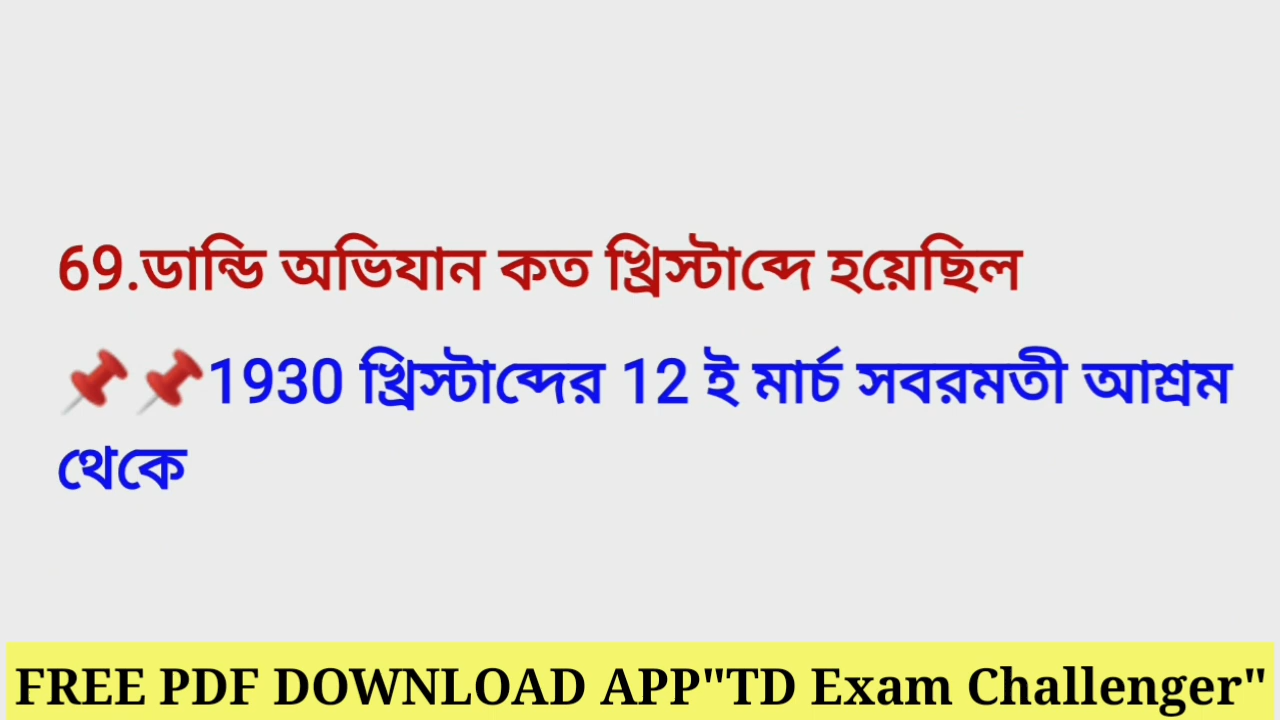 69.ডান্ডি অভিযান কত খ্রিস্টাব্দে হয়েছিল
📌📌1930 খ্রিস্টাব্দের 12 ই মার্চ সবরমতী আশ্রম
থেকে
FREE PDF DOWNLOAD APP"TD Exam Challenger"